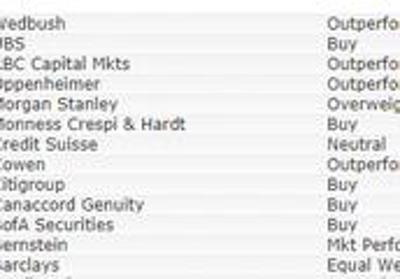 Wedbush Outperfo
UBS Buy
RBC Capital Mkts Outperfo
Oppenheimer Outperfo
Morgan Stanley Overweig
Monness Crespi & Hardt Buy
Credit Suisse Neutral
Cowen Outperfo
Citigroup Buy
Canaccord Genuity Buy
BofA Securities Buy
Bernstein Mkt Perfo
Barclays Equal We